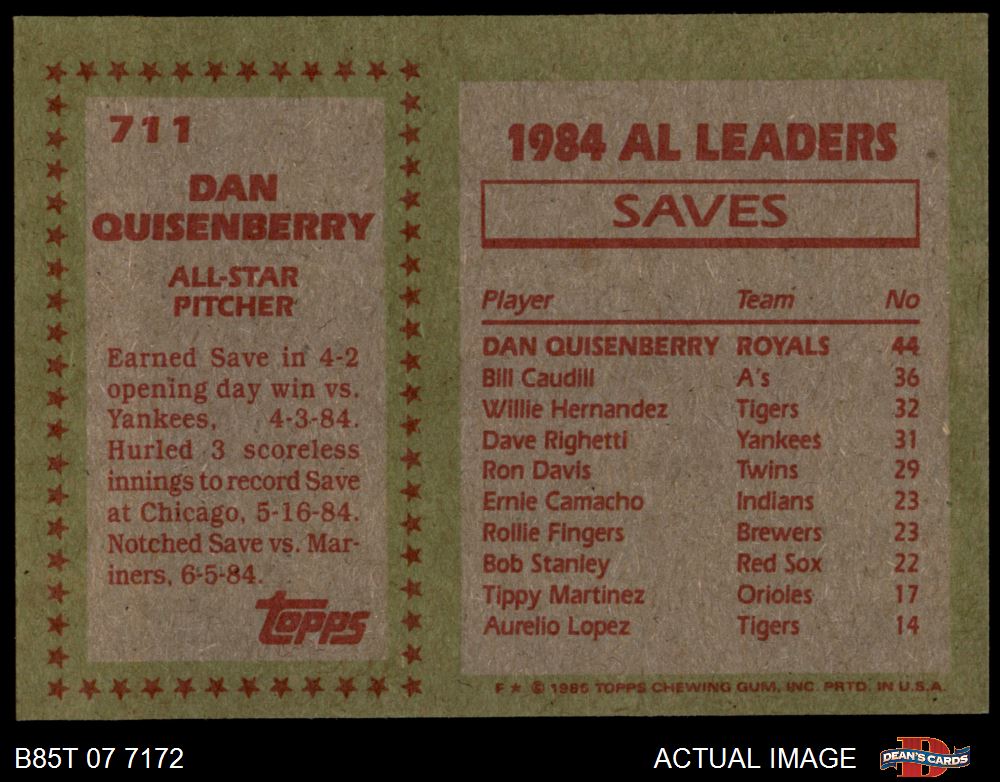 711
DAN
QUISENBERRY
ALL-STAR
PITCHER
Earned Save in 4-2
opening day win vs.
Yankees, 4-3-84.
Hurled 3 scoreless
innings to record Save
at Chicago, 5-16-84.
Notched Save vs. Mar-
iners, 6-5-84.
topps
1984 AL LEADERS
SAVES
Player Team No
DAN QUISENBERRY ROYALS 44
Bill Caudill A's 36
Willie Hernandez Tigers 32
Dave Righetti Yankees 31
Ron Davis Twins 29
Ernie Camacho Indians 23
Rollie Fingers Brewers 23
Bob Stanley Red Sox 22
Tippy Martinez Orioles 17
Aurelio Lopez Tigers 14
F ★ © 1985 TOPPS CHEWING GUM, INC. PRTD. IN U.S.A.
B85T 07 7172
ACTUAL IMAGE
D
DEAN'S CARDS